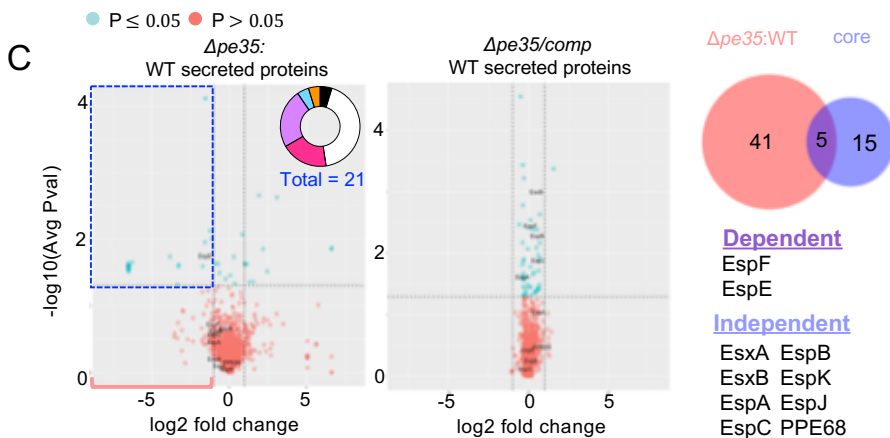 P ≤ 0.05 P > 0.05
C
Δpe35:
WT secreted proteins
Δpe35/comp
WT secreted proteins
Δpe35:WT core
4
2
0
-log10(Avg Pval)
Total = 21
-5 0 5
log2 fold change
4
2
0
-5 0 5
log2 fold change
41 5 15
Dependent
EspF
EspE
Independent
EsxA EspB
EsxB EspK
EspA EspJ
EspC PPE68